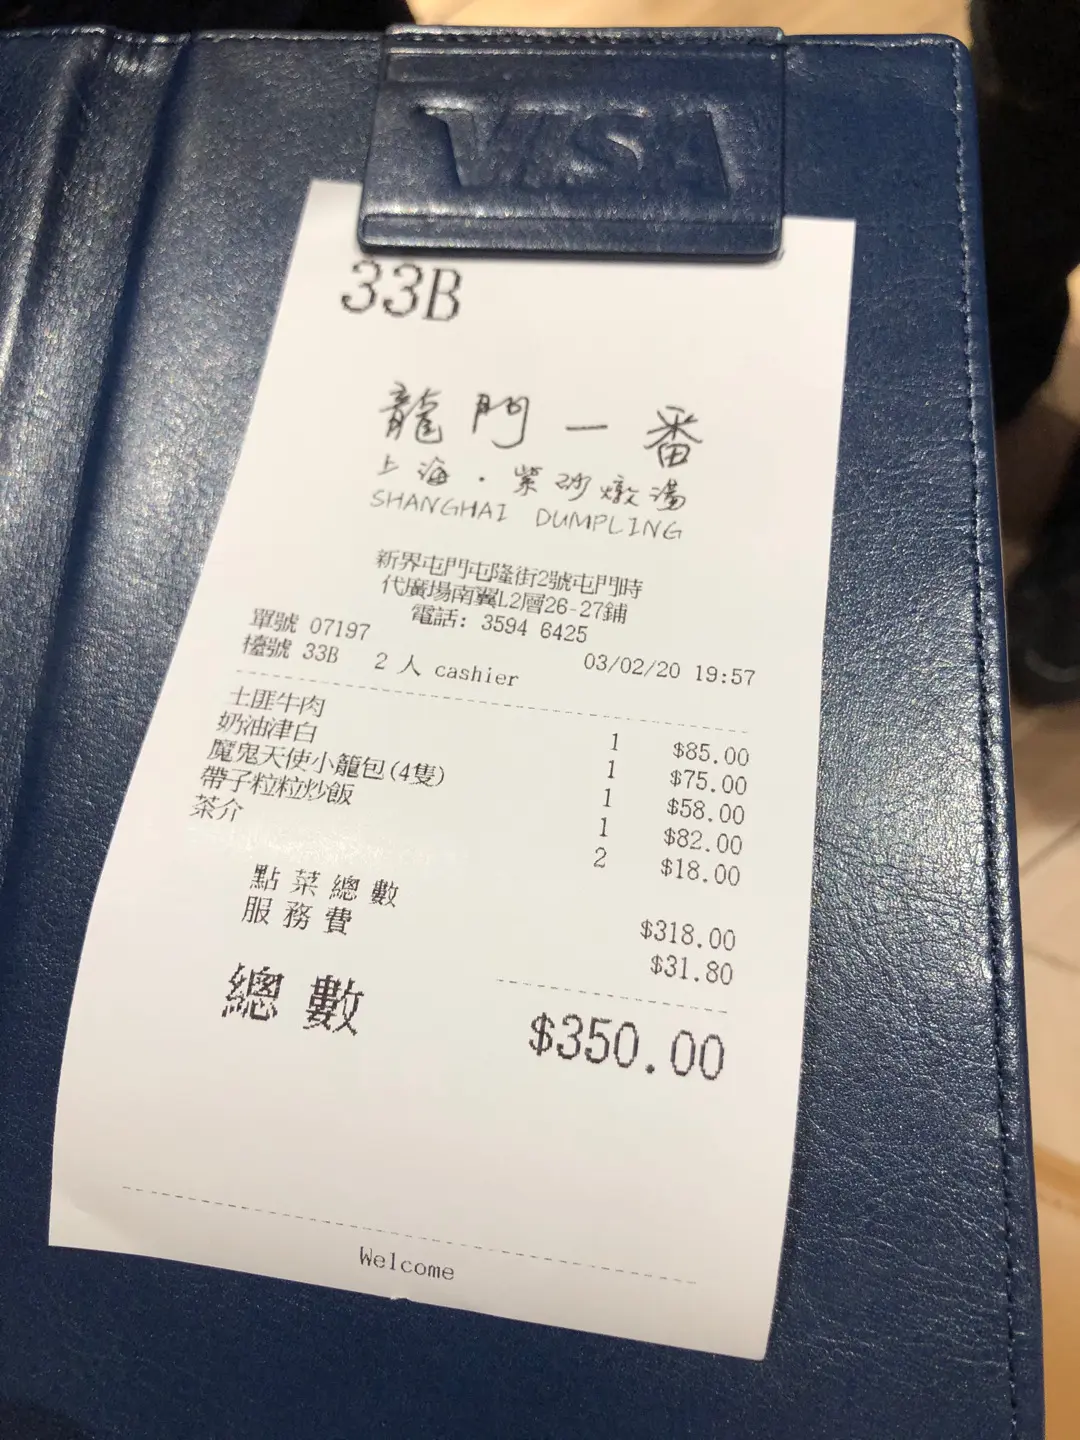 VISA
33B
龍門一番
上海·紫砂燉湯
SHANGHAI DUMPLING
新界屯門屯隆街2號屯門時
代廣場南翼L2層26-27鋪
電話: 3594 6425
單號 07197
03/02/20 19:57
檯號 33B 2 人 cashier
土匪牛肉 1 $85.00
奶油津白 1 $75.00
魔鬼天使小籠包(4隻) 1 $58.00
帶子粒粒炒飯 1 $82.00
茶介 2 $18.00
點菜總數 $318.00
服務費 $31.80
總數 $350.00
Welcome